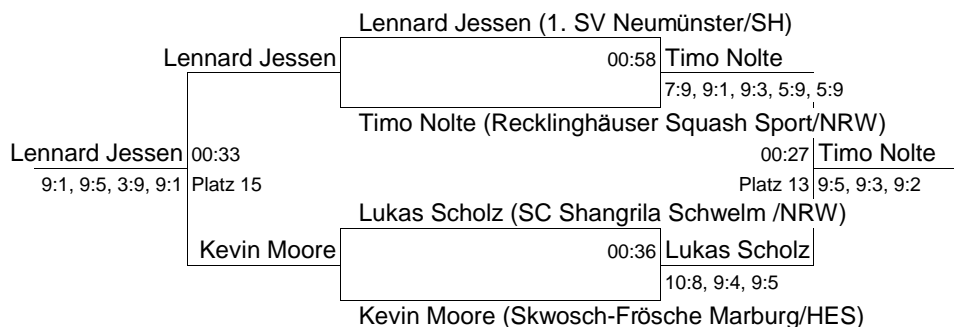 Lennard Jessen (1. SV Neumünster/SH)
Lennard Jessen 00:58 Timo Nolte
7:9, 9:1, 9:3, 5:9, 5:9
Timo Nolte (Recklinghäuser Squash Sport/NRW)
Lennard Jessen 00:33 00:27 Timo Nolte
9:1, 9:5, 3:9, 9:1 Platz 15 Platz 13 9:5, 9:3, 9:2
Lukas Scholz (SC Shangrila Schwelm /NRW)
Kevin Moore 00:36 Lukas Scholz
10:8, 9:4, 9:5
Kevin Moore (Skwosch-Frösche Marburg/HES)